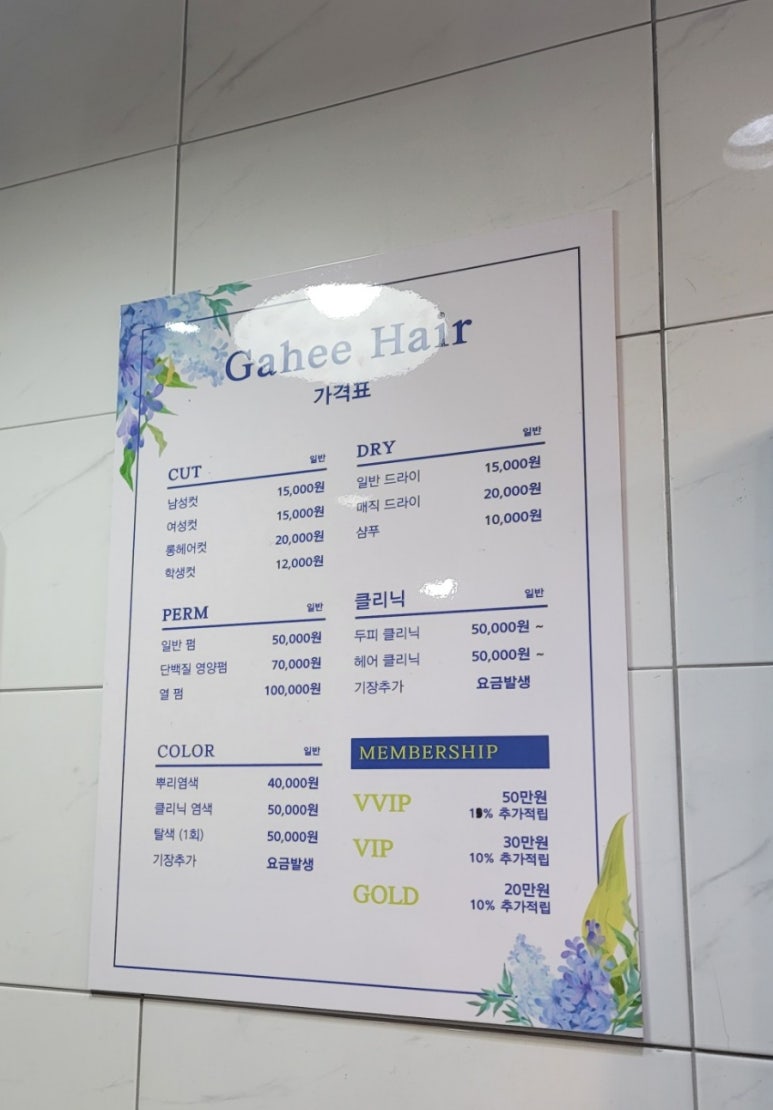 Gahee Hair
가격표
CUT 일반
남성컷 15,000원
여성컷 15,000원
롱헤어컷 20,000원
학생컷 12,000원
DRY 일반
일반 드라이 15,000원
매직 드라이 20,000원
샴푸 10,000원
PERM 일반
일반 펌 50,000원
단백질 영양펌 70,000원
열 펌 100,000원
클리닉 일반
두피 클리닉 50,000원 ~
헤어 클리닉 50,000원 ~
기장추가 요금발생
COLOR 일반
뿌리염색 40,000원
클리닉 염색 50,000원
탈색 (1회) 50,000원
기장추가 요금발생
MEMBERSHIP
VVIP 50만원
추가적립
VIP 30만원
10% 추가적립
GOLD 20만원
10% 추가적립